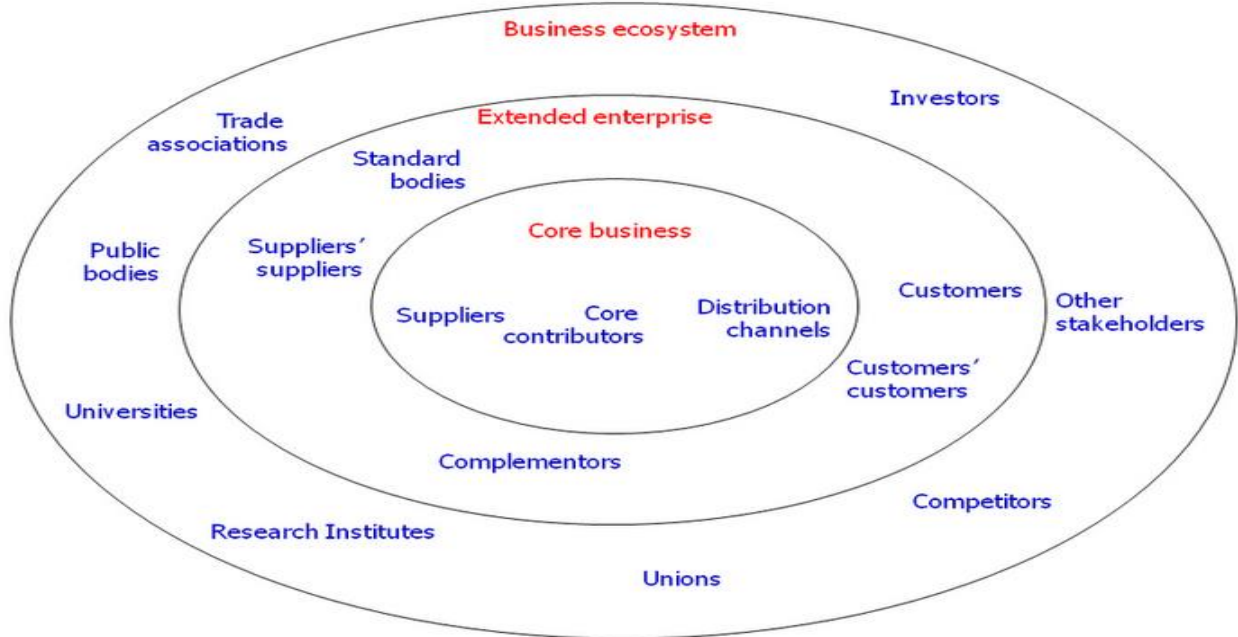 Business ecosystem
Investors
Trade
associations
Extended enterprise
Standard
bodies
Core business
Public
bodies
Suppliers´
suppliers
Suppliers
Core
contributors
Distribution
channels
Customers
Other
stakeholders
Customers´
customers
Universities
Complementors
Competitors
Research Institutes
Unions